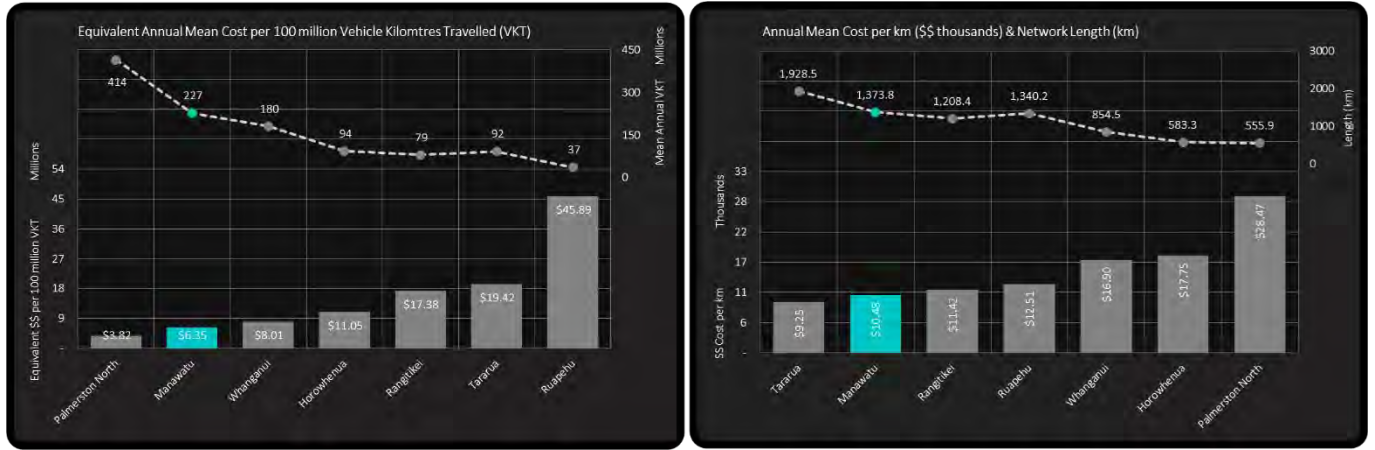 Equivalent Annual Mean Cost per 100 million Vehicle Kilomtres Travelled (VKT)
450
300
150
0
Millions
Mean Annual VKT
414
227
180
94
79
92
37
Millions
Equivalent $$ per 100 million VKT
54
45
36
27
18
9
-
$3.82
$6.35
$8.01
$11.05
$17.38
$19.42
$45.89
Palmerston North
Manawatu
Whanganui
Horowhenua
Rangitikei
Tararua
Ruapehu
Annual Mean Cost per km ($$ thousands) & Network Length (km)
3000
2000
1000
0
Length (km)
1,928.5
1,373.8
1,208.4
1,340.2
854.5
583.3
555.9
Thousands
$$ Cost per km
33
28
22
17
11
6
-
$9.25
$10.48
$11.42
$12.51
$16.90
$17.75
$28.47
Tararua
Manawatu
Rangitikei
Ruapehu
Whanganui
Horowhenua
Palmerston North